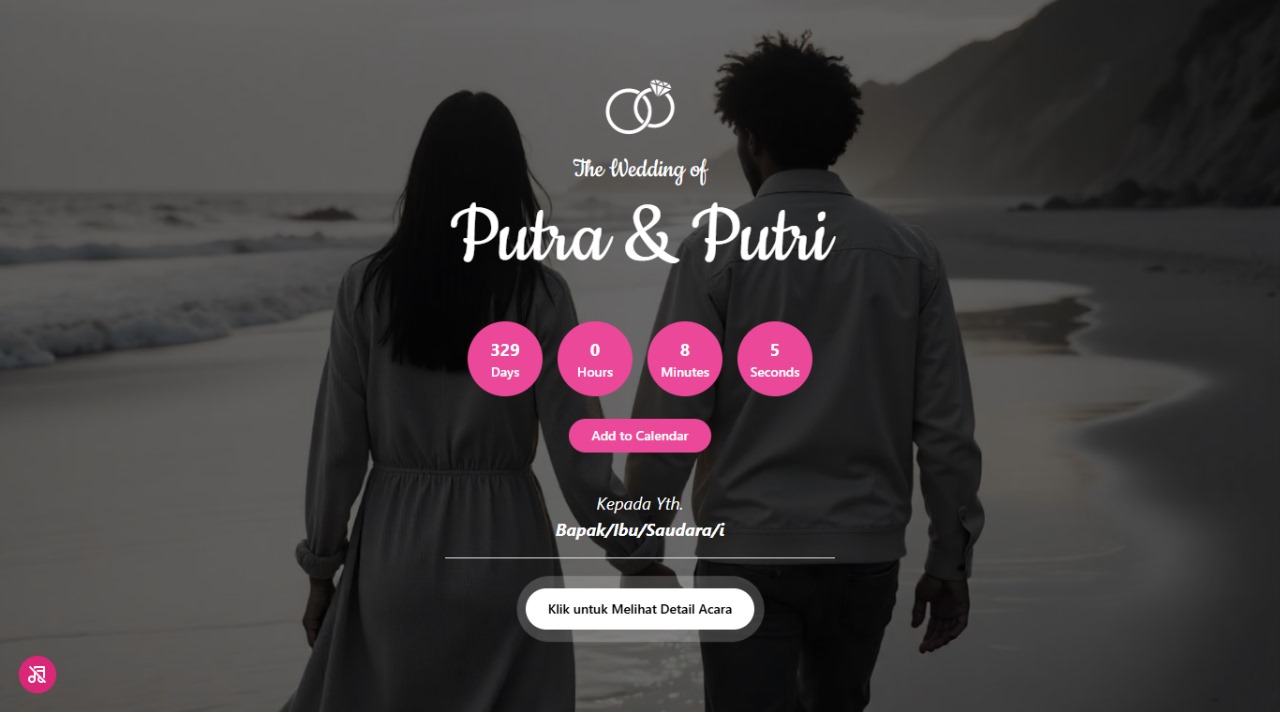 The Wedding of
Putra & Putri
329 0 8 5
Days Hours Minutes Seconds
Add to Calendar
Kepada Yth.
Bapak/Ibu/Saudara/i
Klik untuk Melihat Detail Acara